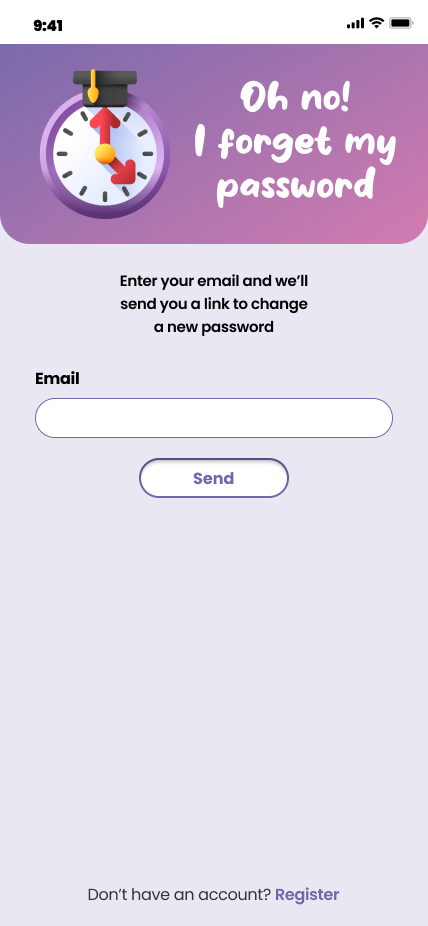 9:41
Oh no!
I forget my
password
Enter your email and we’ll
send you a link to change
a new password
Email
Send
Don’t have an account? Register